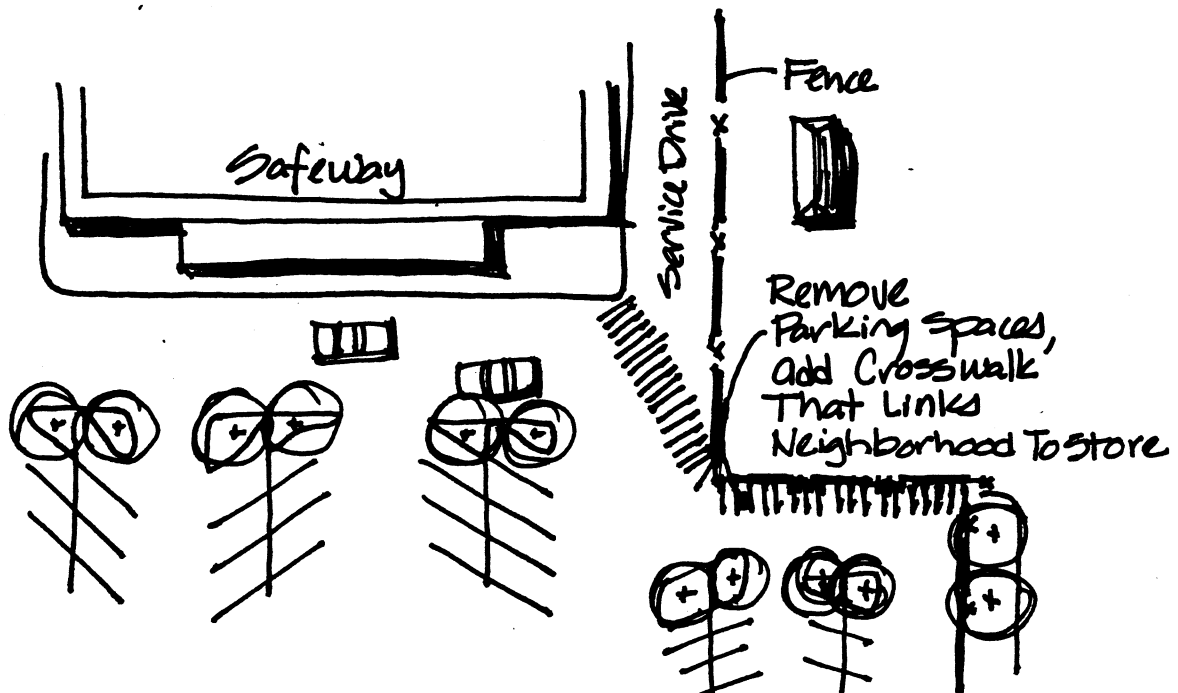 Fence
Safeway
Service Drive
Remove
Parking Spaces,
add Crosswalk
That Links
Neighborhood To Store